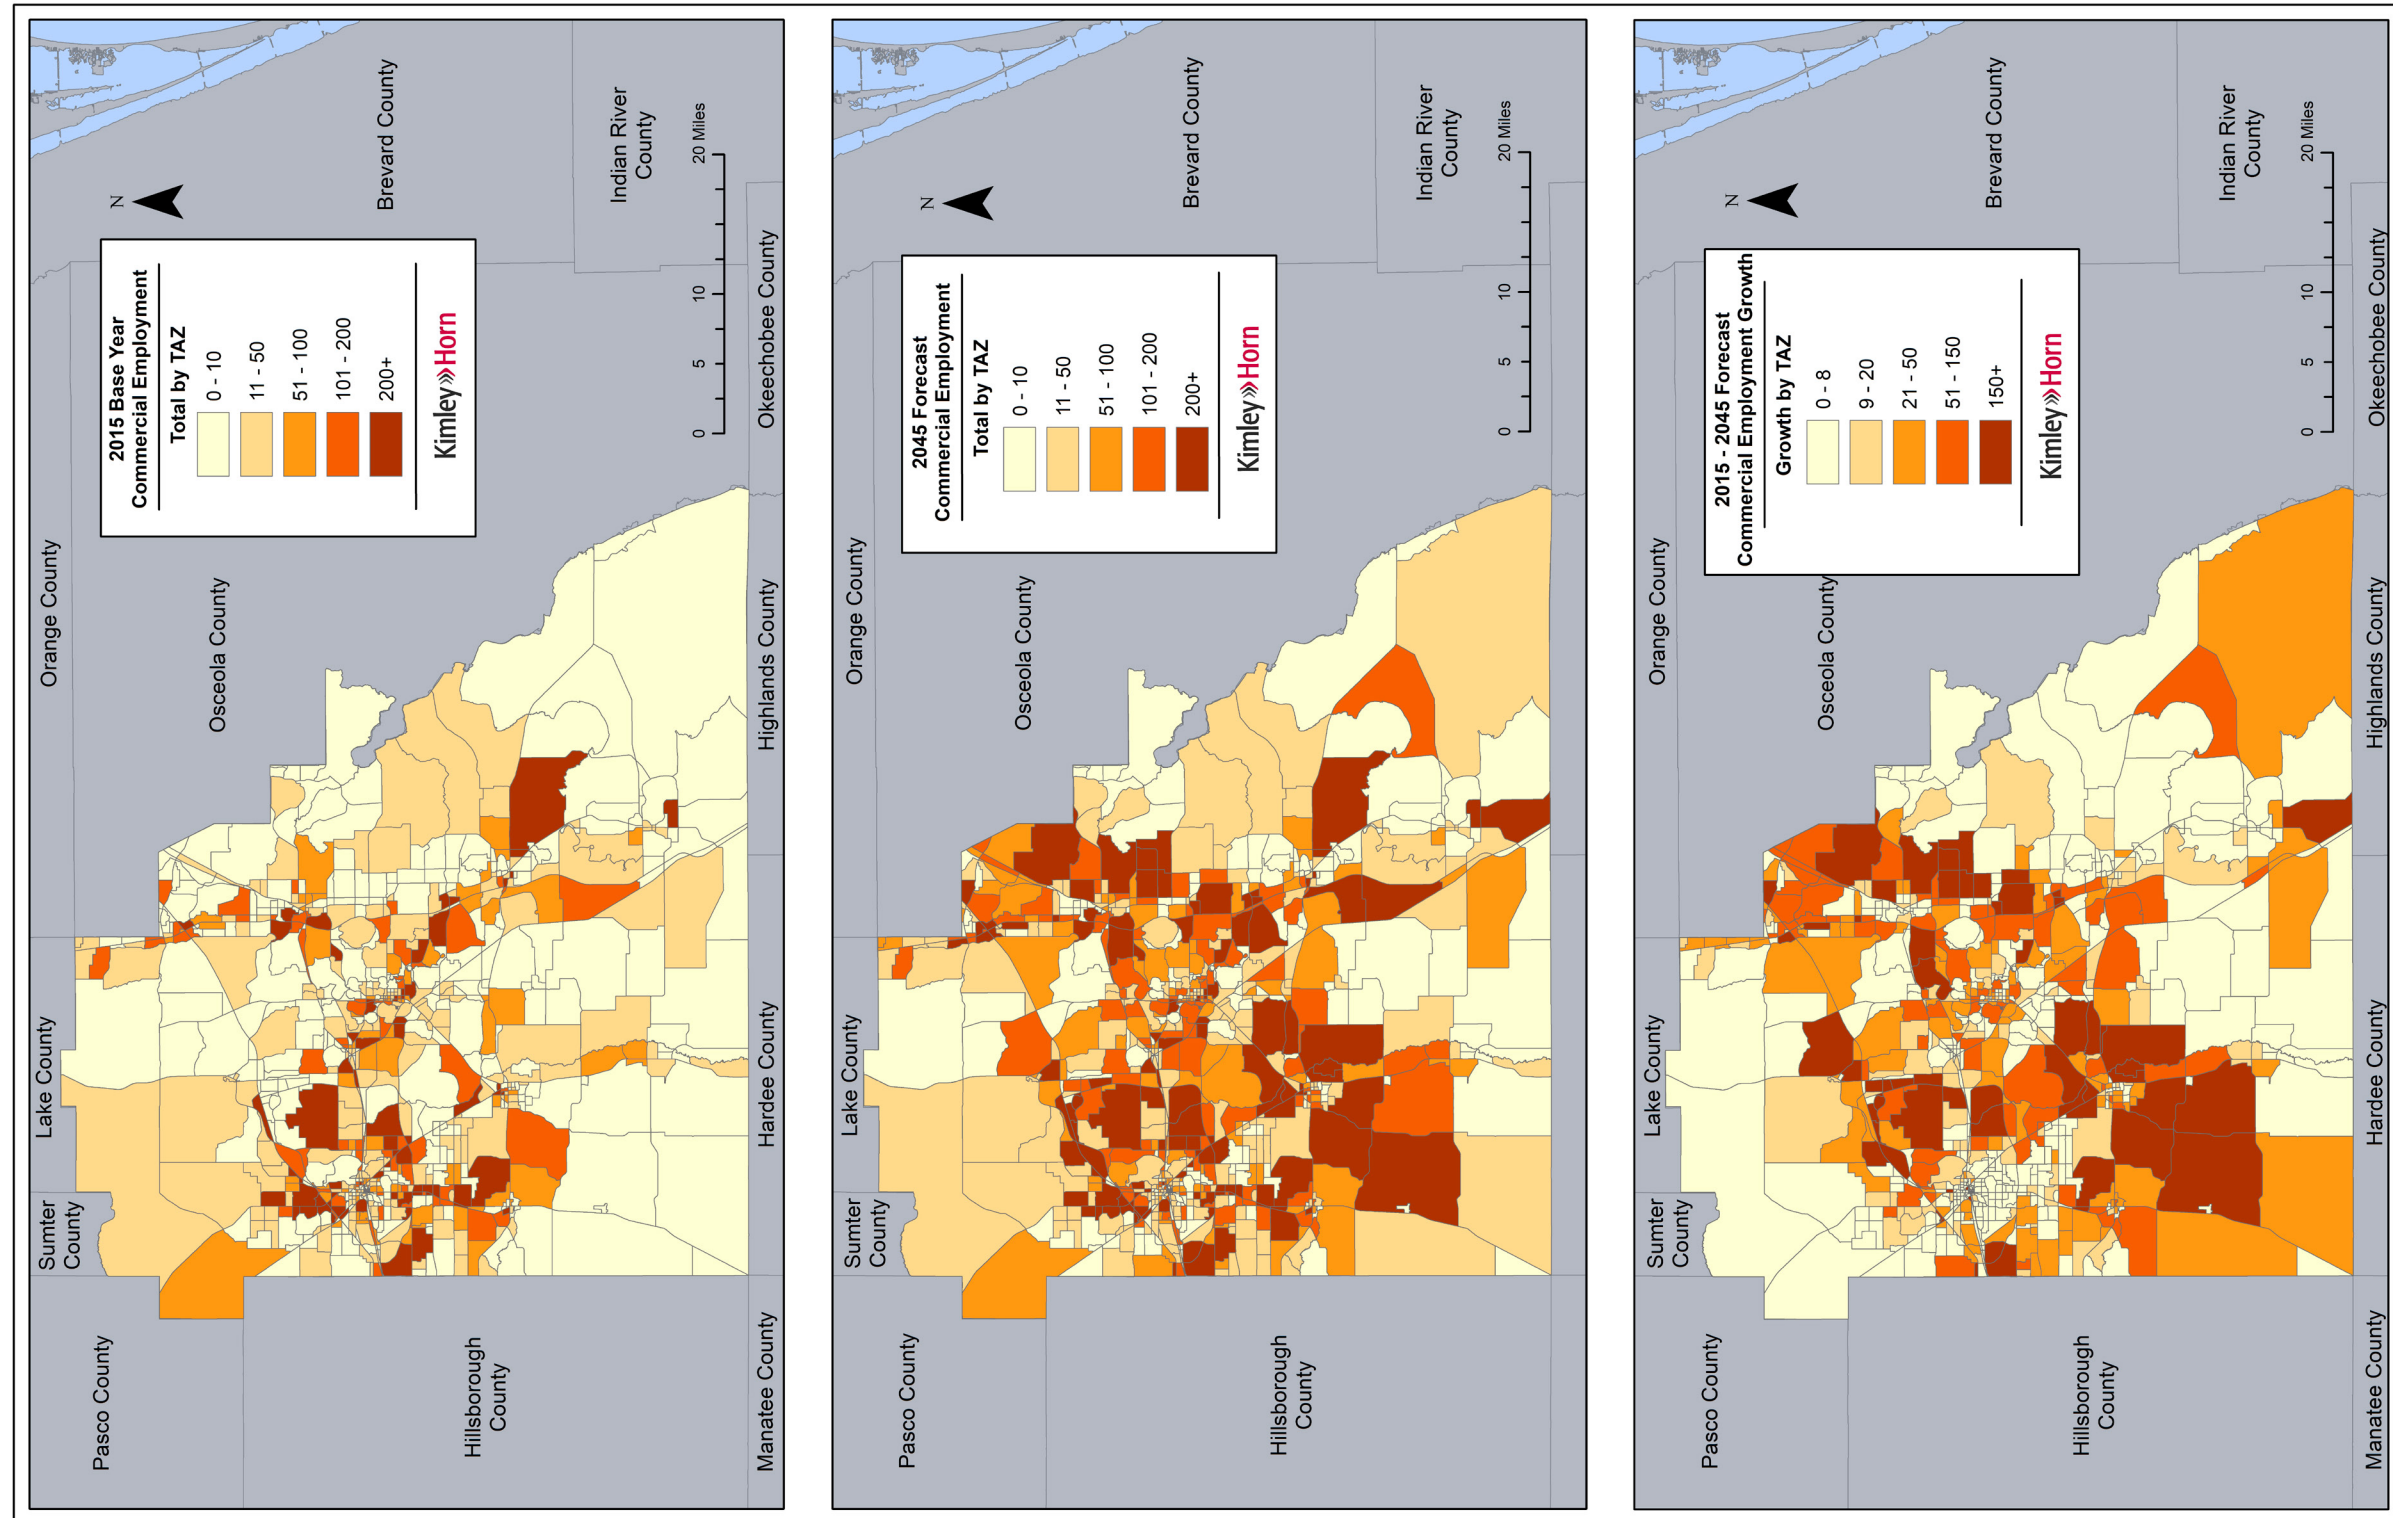 Orange County
Osceola County
Brevard County
Indian River
County
Okeechobee County
Highlands County
Hardee County
Manatee County
Hillsborough
County
Pasco County
Sumter
County
Lake County
N
2015 Base Year
Commercial Employment
Total by TAZ
0 - 10
11 - 50
51 - 100
101 - 200
200+
Kimley»Horn
0 5 10 20 Miles
Orange County
Osceola County
Brevard County
Indian River
County
Hillsborough
County
Pasco County
Sumter
County
Lake County
N
2045 Forecast
Commercial Employment
Total by TAZ
0 - 10
11 - 50
51 - 100
101 - 200
200+
Kimley»Horn
0 5 10 20 Miles
Orange County
Osceola County
Brevard County
Indian River
County
Okeechobee County
Highlands County
Hardee County
Manatee County
Hillsborough
County
Pasco County
Sumter
County
Lake County
N
2015 - 2045 Forecast
Commercial Employment Growth
Growth by TAZ
0 - 8
9 - 20
21 - 50
51 - 150
150+
Kimley»Horn
0 5 10 20 Miles